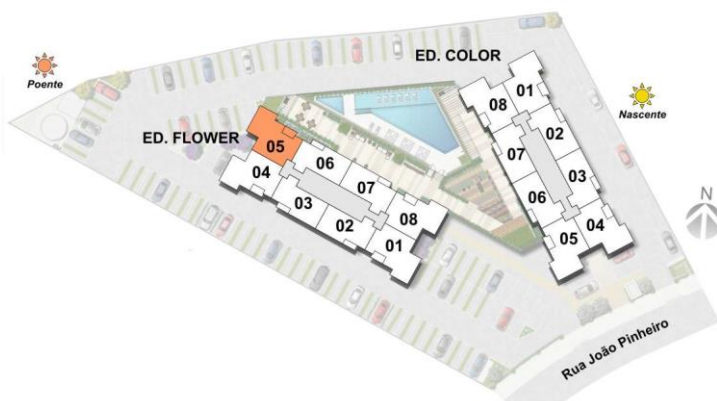 ED. COLOR
Poente
Nascente
ED. FLOWER
05
06
07
08
04
03
02
01
08
01
07
02
06
03
05
04
N
Rua João Pinheiro